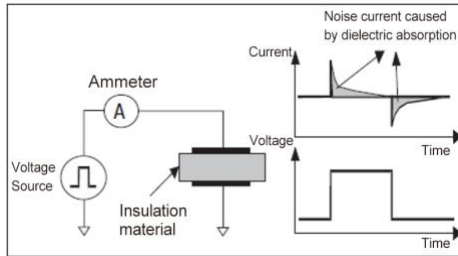 Noise current caused
by dielectric absorption
Current
Ammeter
A
Voltage
Source
Insulation
material
Time
Voltage
Time